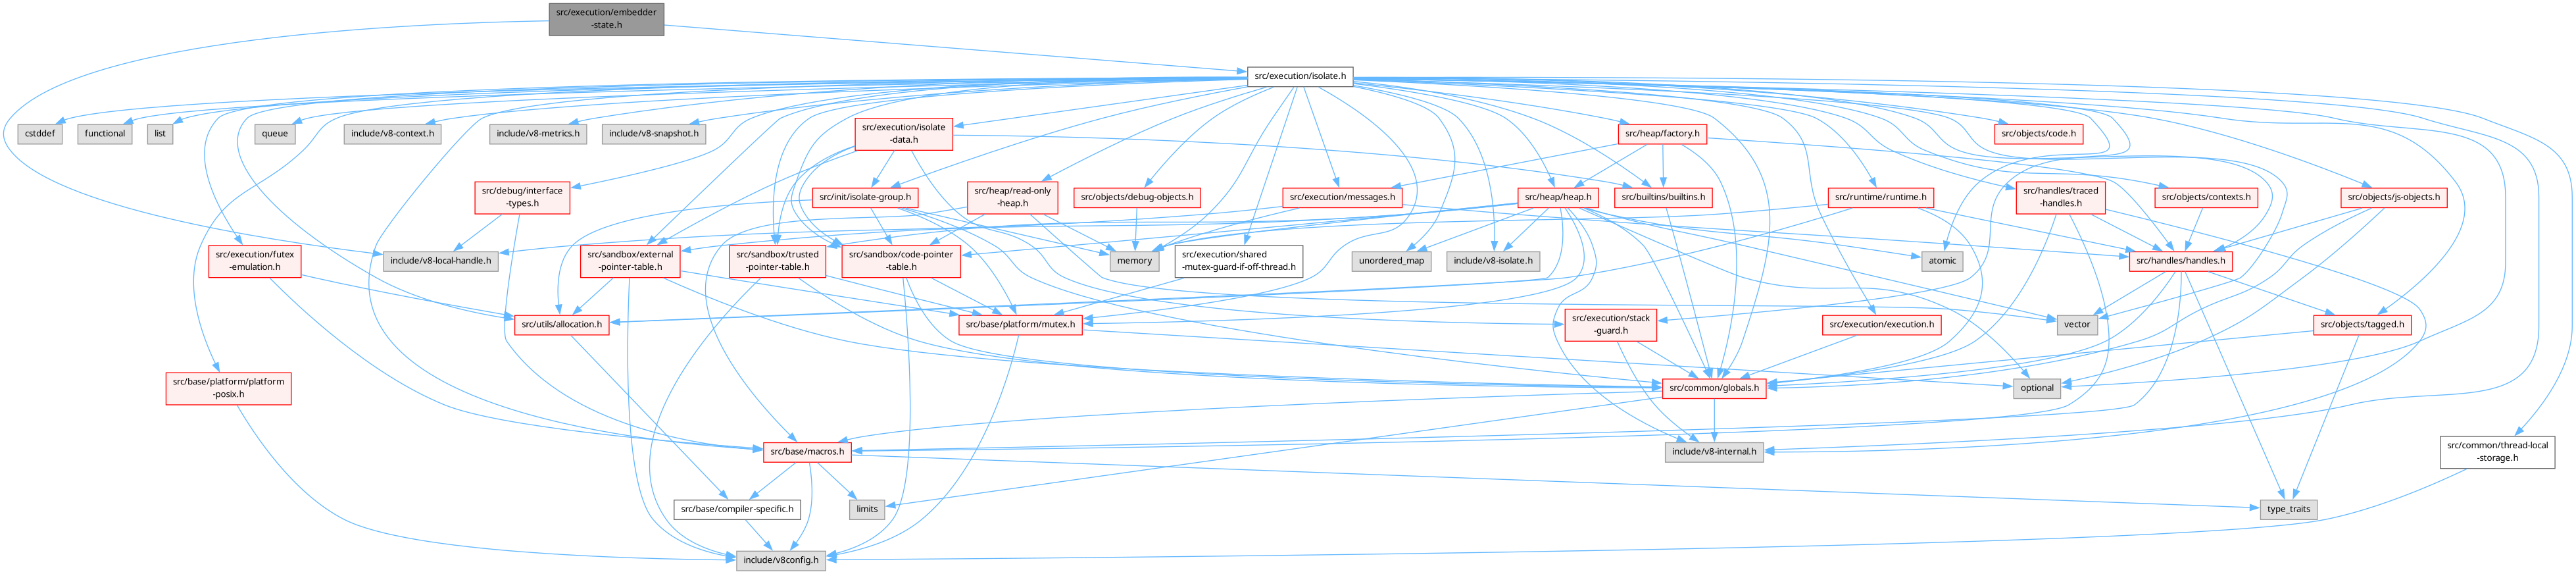 src/execution/embedder
-state.h
src/execution/isolate.h
cstddef
functional
list
queue
include/v8-context.h
include/v8-metrics.h
include/v8-snapshot.h
src/execution/isolate
-data.h
src/heap/factory.h
src/objects/code.h
src/debug/interface
-types.h
src/init/isolate-group.h
src/heap/read-only
-heap.h
src/objects/debug-objects.h
src/execution/messages.h
src/builtins/builtins.h
src/heap/heap.h
src/runtime/runtime.h
src/handles/traced
-handles.h
src/objects/contexts.h
src/objects/js-objects.h
src/execution/futex
-emulation.h
include/v8-local-handle.h
src/sandbox/external
-pointer-table.h
src/sandbox/trusted
-pointer-table.h
src/sandbox/code-pointer
-table.h
memory
src/execution/shared
-mutex-guard-if-off-thread.h
unordered_map
include/v8-isolate.h
atomic
src/handles/handles.h
src/utils/allocation.h
src/base/platform/mutex.h
src/execution/stack
-guard.h
src/execution/execution.h
vector
src/objects/tagged.h
src/base/platform/platform
-posix.h
src/common/globals.h
optional
src/base/macros.h
include/v8-internal.h
src/common/thread-local
-storage.h
src/base/compiler-specific.h
limits
type_traits
include/v8config.h